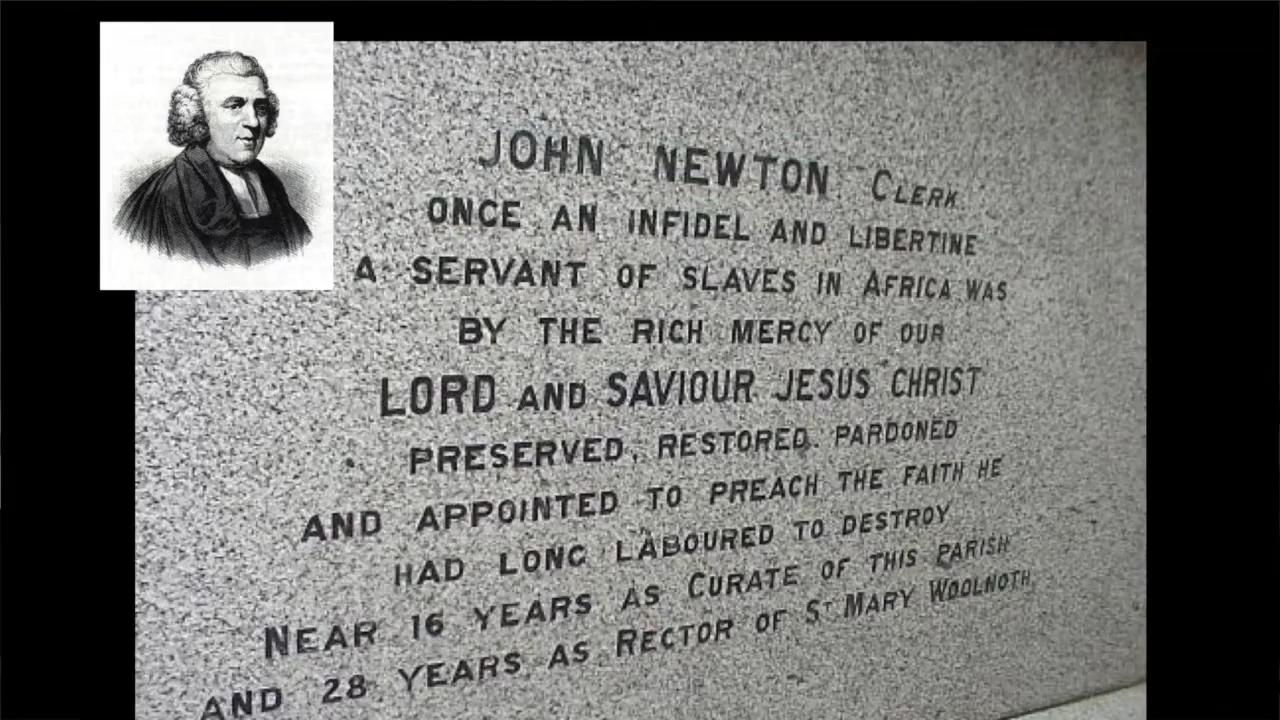 JOHN NEWTON CLERK
ONCE AN INFIDEL AND LIBERTINE
A SERVANT OF SLAVES IN AFRICA WAS
BY THE RICH MERCY OF OUR
LORD AND SAVIOUR JESUS CHRIST
PRESERVED, RESTORED, PARDONED
AND APPOINTED TO PREACH THE FAITH HE
HAD LONG LABOURED TO DESTROY
NEAR 16 YEARS AS CURATE OF THIS PARISH
AND 28 YEARS AS RECTOR OF ST MARY WOOLNOTH